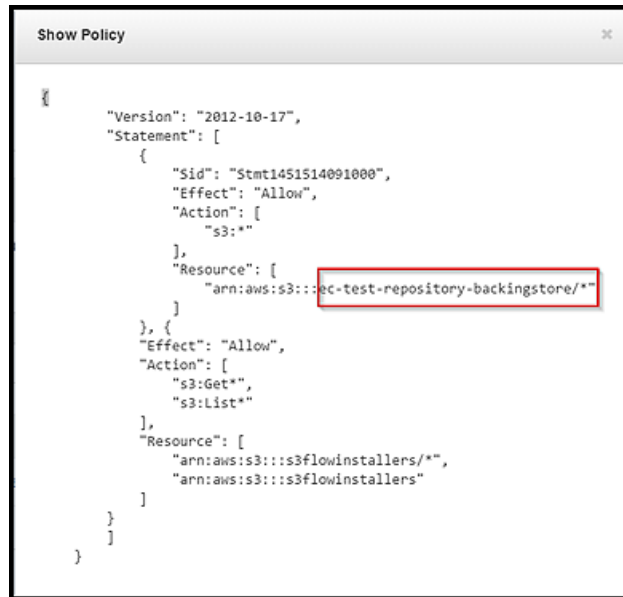 Show Policy ×
{
"Version": "2012-10-17",
"Statement": [
{
"Sid": "Stmt1451514091000",
"Effect": "Allow",
"Action": [
"s3:*"
],
"Resource": [
"arn:aws:s3:::ec-test-repository-backingstore/*"
]
}, {
"Effect": "Allow",
"Action": [
"s3:Get*",
"s3:List*"
],
"Resource": [
"arn:aws:s3:::s3flowinstallers/*",
"arn:aws:s3:::s3flowinstallers"
]
}
]
}